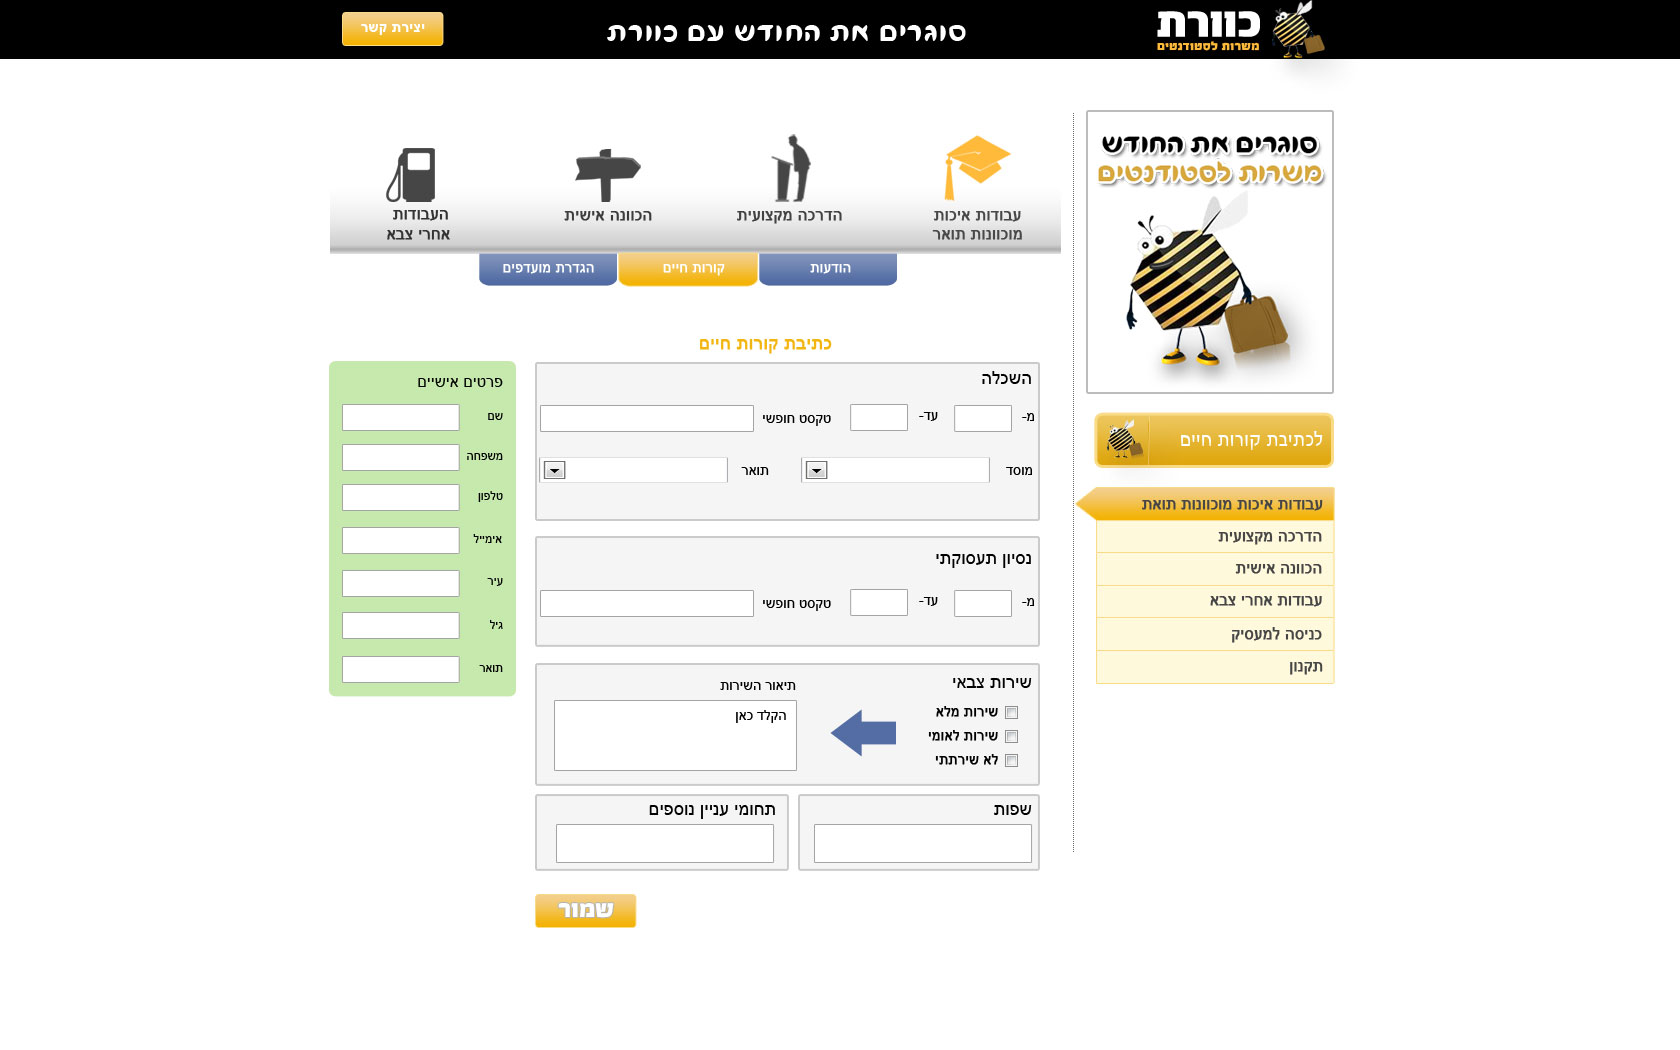 כוורת
משרות לסטודנטים
סוגרים את החודש עם כוורת
יצירת קשר
סוגרים את החודש
משרות לסטודנטים
לכתיבת קורות חיים
עבודות איכות מוכוונות תואת
הדרכה מקצועית
הכוונה אישית
עבודות אחרי צבא
כניסה למעסיק
תקנון
עבודות איכות
מוכוונות תואר
הדרכה מקצועית
הכוונה אישית
העבודות
אחרי צבא
הודעות
קורות חיים
הגדרת מועדפים
כתיבת קורות חיים
השכלה
מ-
עד-
טקסט חופשי
מוסד
תואר
נסיון תעסוקתי
מ-
עד-
טקסט חופשי
שירות צבאי
שירות מלא
שירות לאומי
לא שירתתי
תיאור השירות
הקלד כאן
שפות
תחומי עניין נוספים
שמור
פרטים אישיים
שם
משפחה
טלפון
אימייל
עיר
גיל
תואר